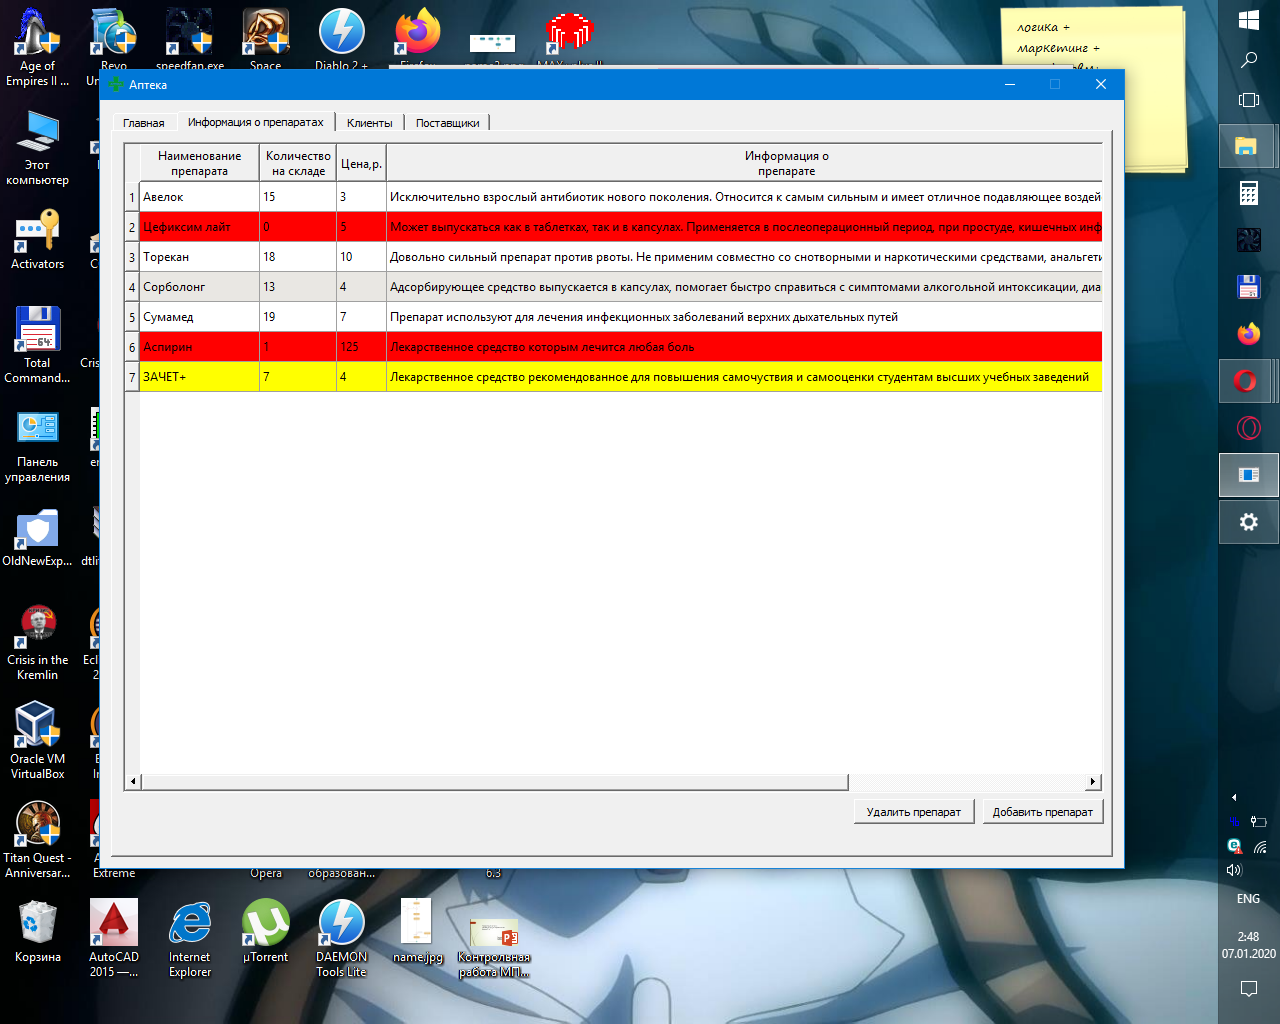 Age of
Empires II ...
Revo
speedfan.exe
Space
Diablo 2 +
логика +
маркетинг +
Аптека
Главная
Информация о препаратах
Клиенты
Поставщики
Наименование
препарата
Количество
на складе
Цена,р.
Информация о
препарате
1 Авелок 15 3 Исключительно взрослый антибиотик нового поколения. Относится к самым сильным и имеет отличное подавляющее воздей
2 Цефиксим лайт 0 5 Может выпускаться как в таблетках, так и в капсулах. Применяется в послеоперационный период, при простуде, кишечных инф
3 Торекан 18 10 Довольно сильный препарат против рвоты. Не применим совместно со снотворными и наркотическими средствами, анальгети
4 Сорболонг 13 4 Адсорбирующее средство выпускается в капсулах, помогает быстро справиться с симптомами алкогольной интоксикации, диа
5 Сумамед 19 7 Препарат используют для лечения инфекционных заболеваний верхних дыхательных путей
6 Аспирин 1 125 Лекарственное средство которым лечится любая боль
7 ЗАЧЕТ+ 7 4 Лекарственное средство рекомендованное для повышения самочуствия и самооценки студентам высших учебных заведений
Удалить препарат
Добавить препарат
Этот
компьютер
Activators
64:
Total
Command...
Cris
Панель
управления
OldNewExp...
dtli
Crisis in the
Kremlin
Ecl
2
Oracle VM
VirtualBox
Titan Quest -
Anniversar...
Extreme
Opera
образован...
6.3
Корзина
AutoCAD
2015 —...
Internet
Explorer
µTorrent
DAEMON
Tools Lite
name.jpg
Контрольная
работа МП...
ENG
2:48
07.01.2020